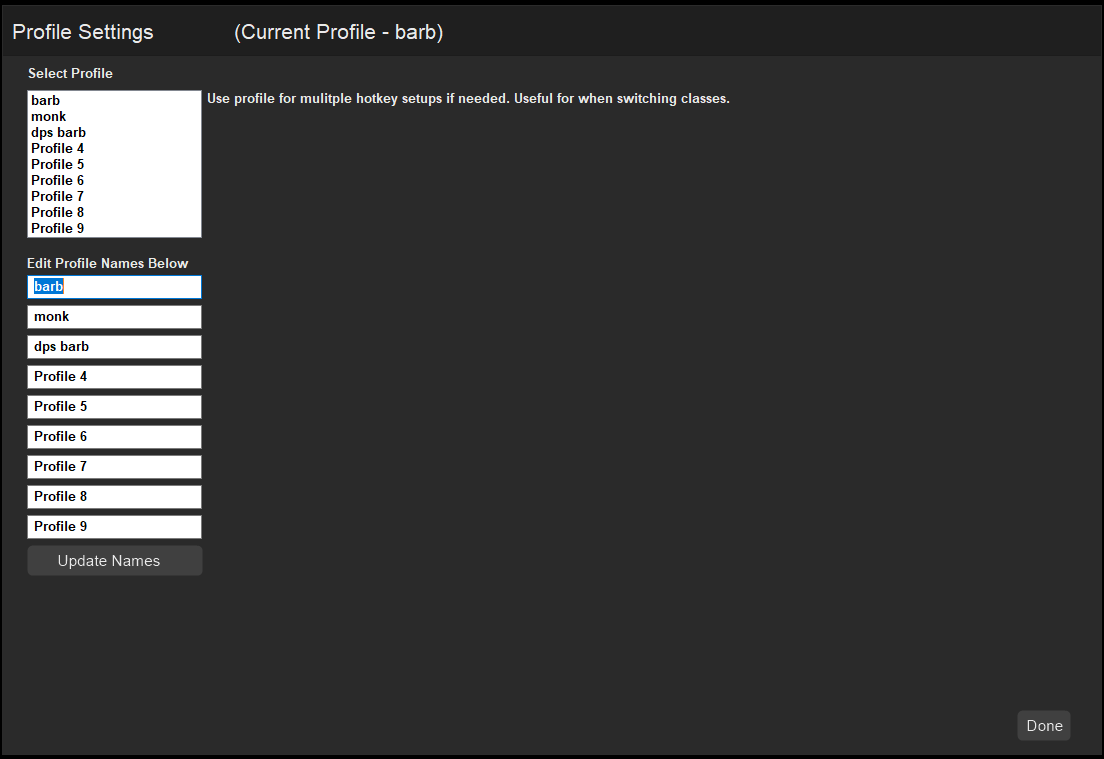 Profile Settings (Current Profile - barb)
Select Profile
barb
monk
dps barb
Profile 4
Profile 5
Profile 6
Profile 7
Profile 8
Profile 9
Use profile for mulitple hotkey setups if needed. Useful for when switching classes.
Edit Profile Names Below
barb
monk
dps barb
Profile 4
Profile 5
Profile 6
Profile 7
Profile 8
Profile 9
Update Names
Done